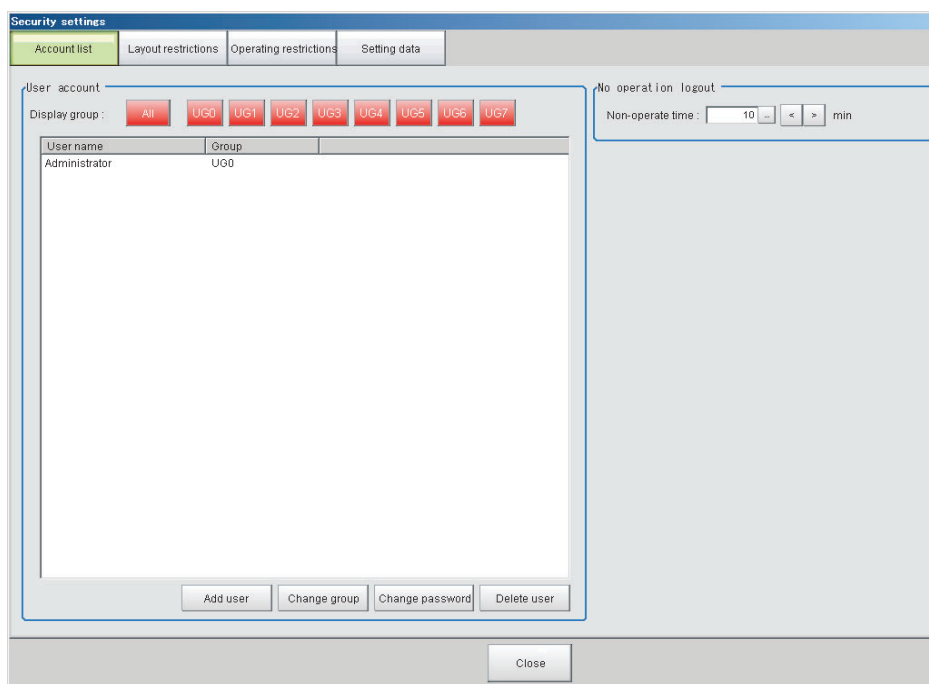 Security settings
Account list Layout restrictions Operating restrictions Setting data
User account
Display group : All UG0 UG1 UG2 UG3 UG4 UG5 UG6 UG7
User name Group
Administrator UG0
Add user Change group Change password Delete user
No operation logout
Non-operate time : 10 ... < > min
Close